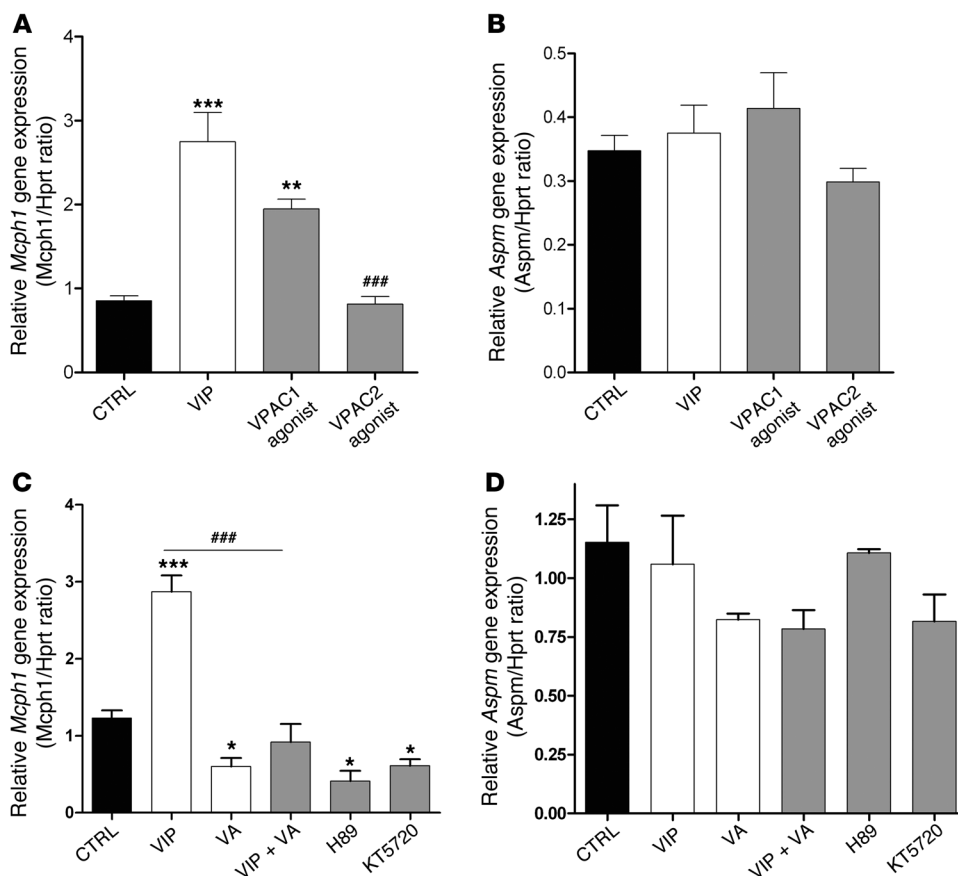 A
Relative Mcph1 gene expression
(Mcph1/Hprt ratio)
4
3
2
1
0
***
**
###
CTRL
VIP
VPAC1
agonist
VPAC2
agonist
B
Relative Aspm gene expression
(Aspm/Hprt ratio)
0.5
0.4
0.3
0.2
0.1
0.0
CTRL
VIP
VPAC1
agonist
VPAC2
agonist
C
Relative Mcph1 gene expression
(Mcph1/Hprt ratio)
4
3
2
1
0
###
***
*
*
*
CTRL
VIP
VA
VIP + VA
H89
KT5720
D
Relative Aspm gene expression
(Aspm/Hprt ratio)
1.25
1.00
0.75
0.50
0.25
0.00
CTRL
VIP
VA
VIP + VA
H89
KT5720